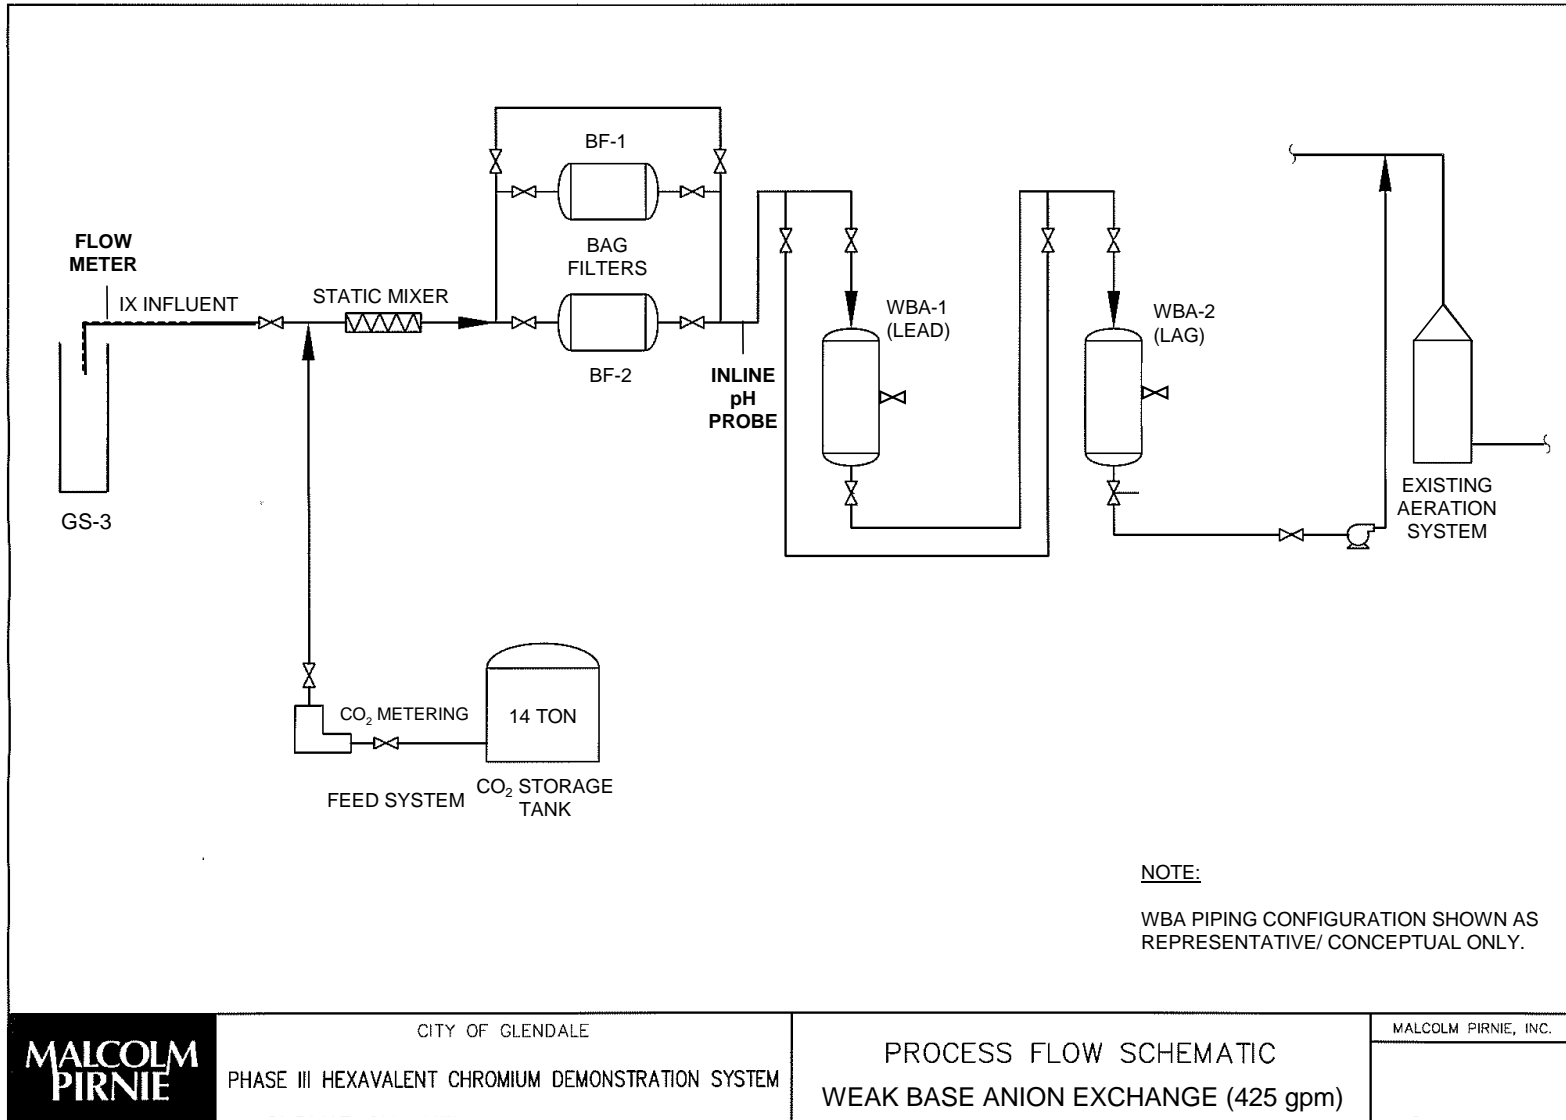 BF-1
FLOW
METER
BAG
FILTERS
IX INFLUENT
STATIC MIXER
WBA-1
(LEAD)
WBA-2
(LAG)
BF-2
INLINE
pH
PROBE
GS-3
EXISTING
AERATION
SYSTEM
CO₂ METERING
14 TON
FEED SYSTEM
CO₂ STORAGE
TANK
NOTE:
WBA PIPING CONFIGURATION SHOWN AS
REPRESENTATIVE/ CONCEPTUAL ONLY.
MALCOLM
PIRNIE
CITY OF GLENDALE
PHASE III HEXAVALENT CHROMIUM DEMONSTRATION SYSTEM
PROCESS FLOW SCHEMATIC
WEAK BASE ANION EXCHANGE (425 gpm)
MALCOLM PIRNIE, INC.